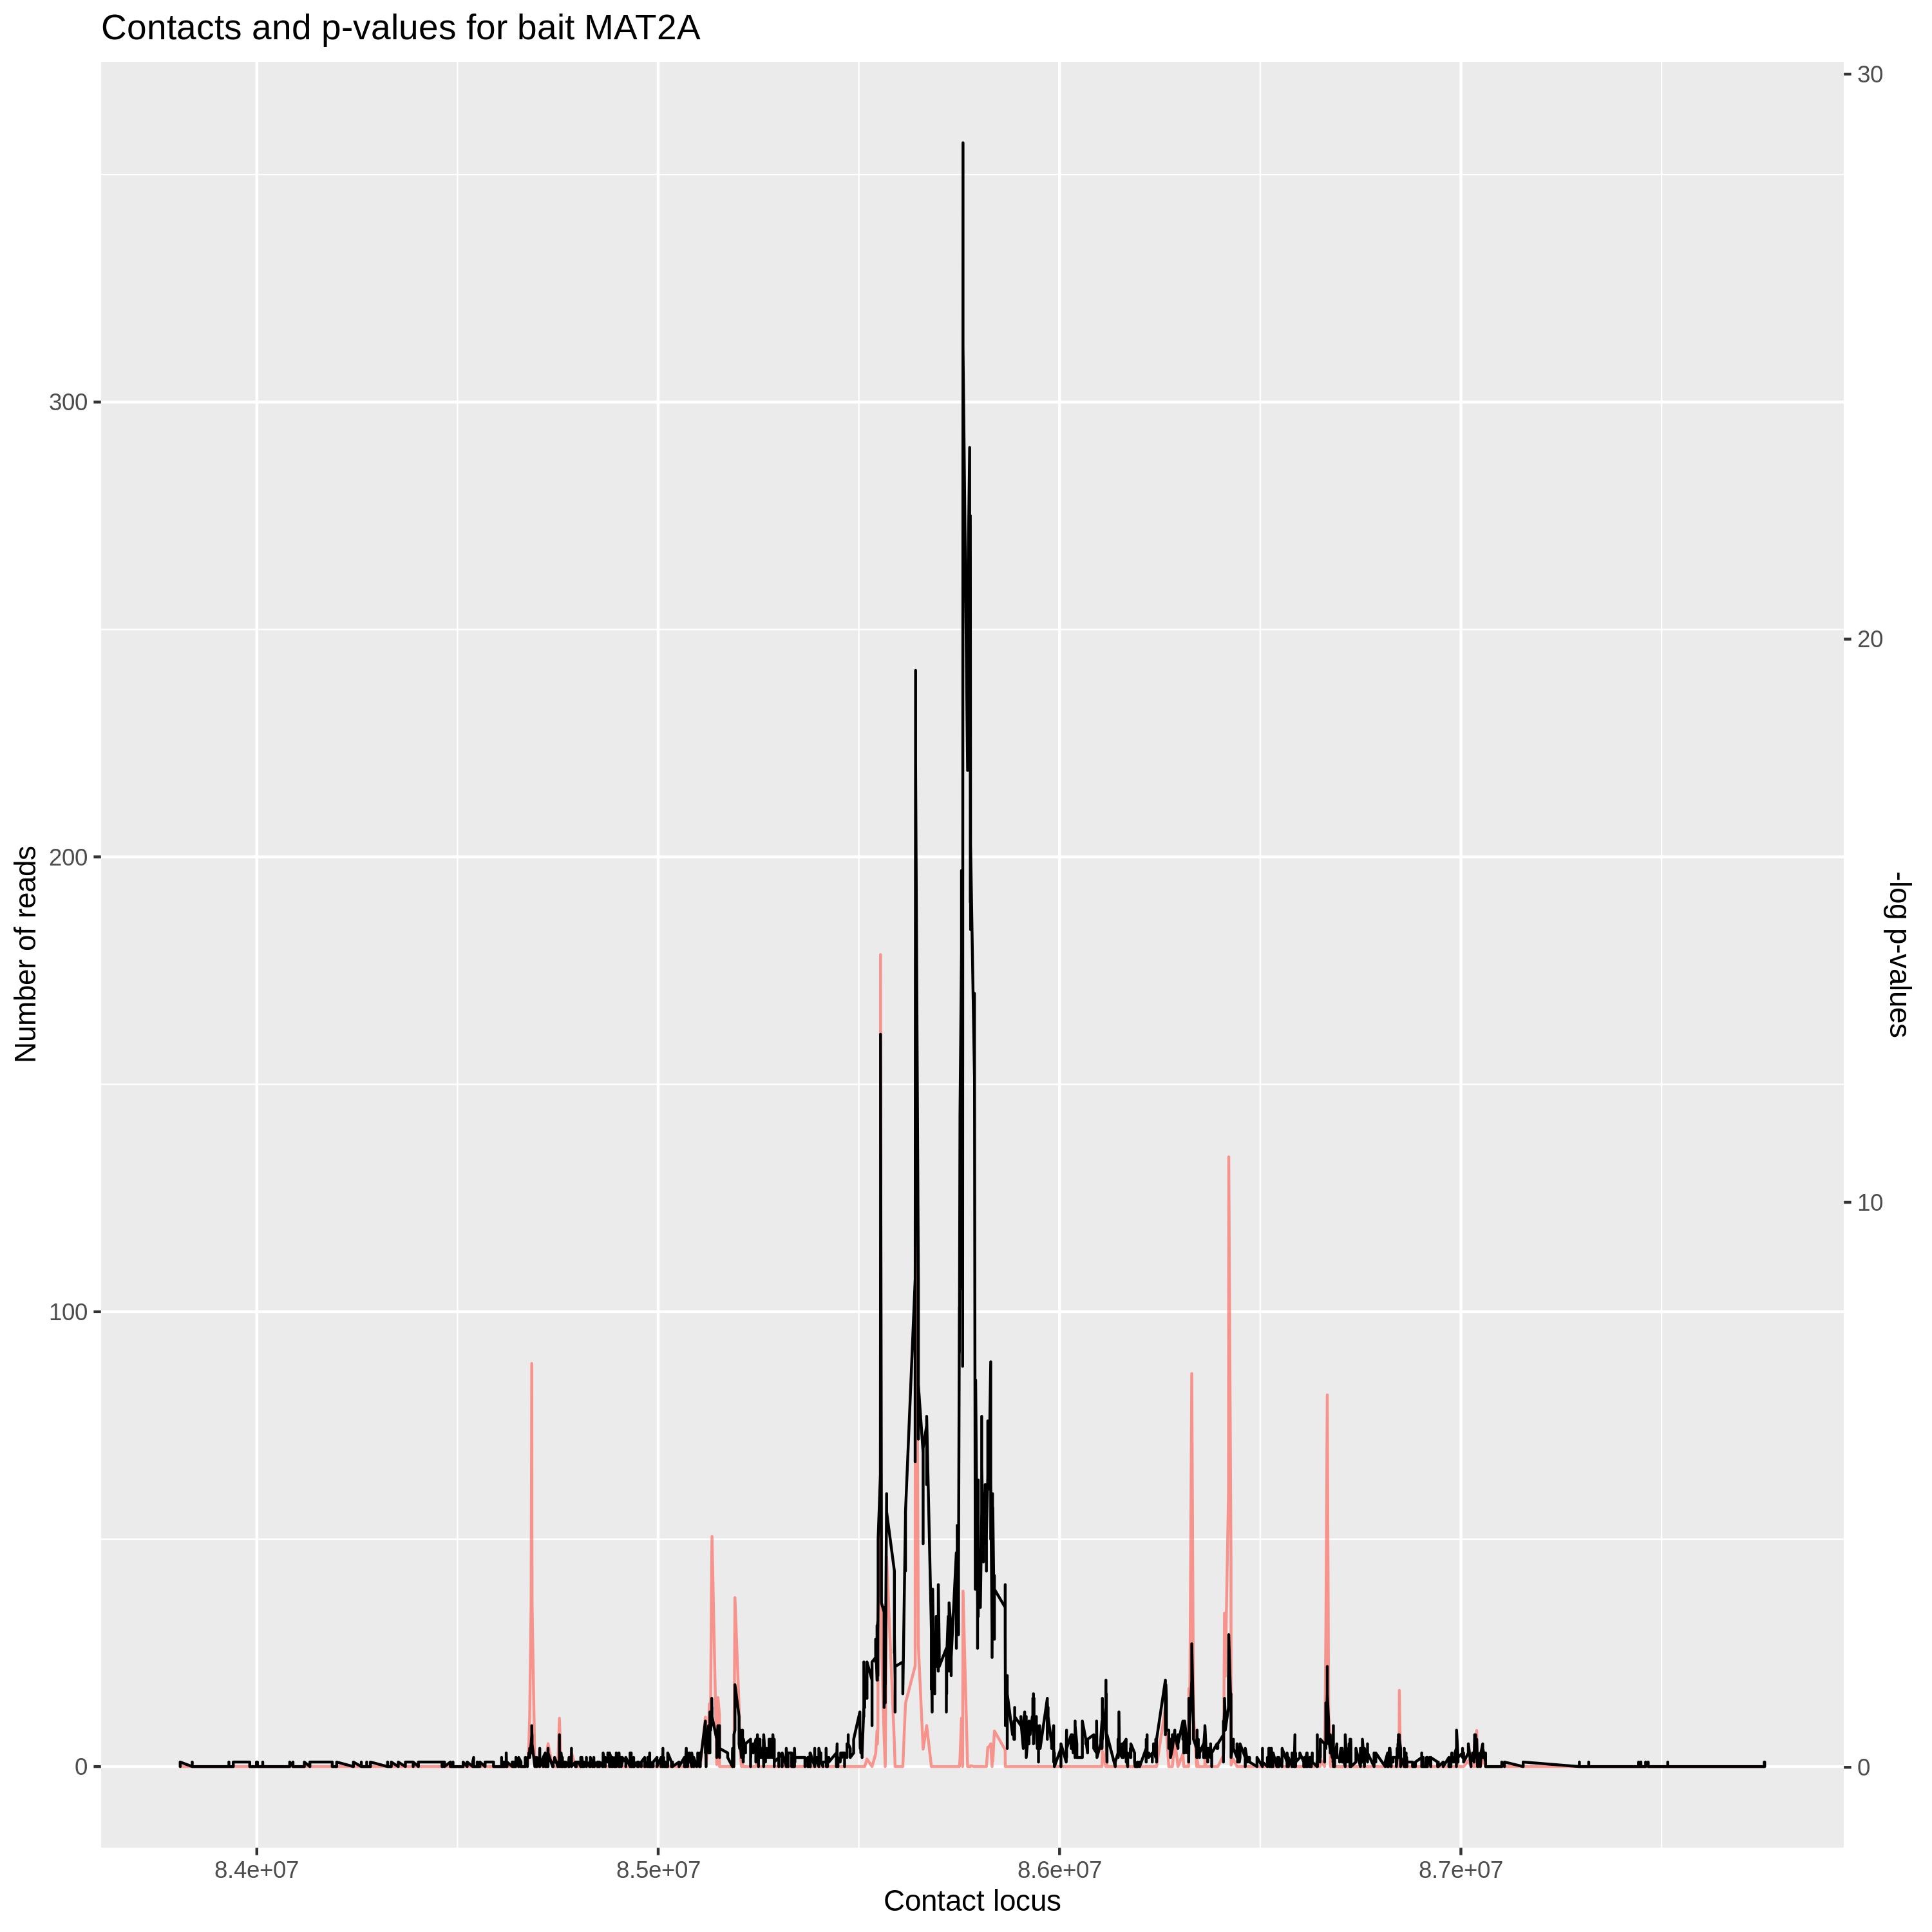 Contacts and p-values for bait MAT2A
30
300
20
200
Number of reads
-log p-values
10
100
0
0
8.4e+07
8.5e+07
8.6e+07
8.7e+07
Contact locus